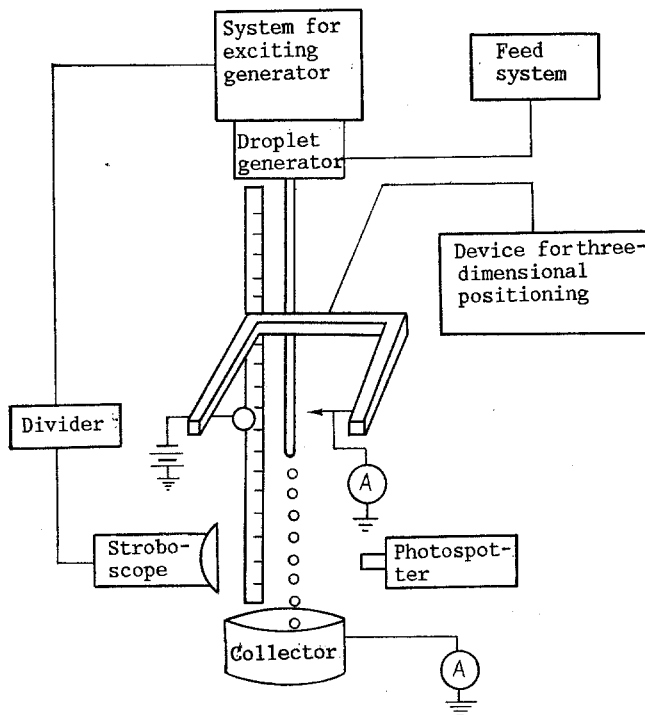 System for
exciting
generator
Feed
system
Droplet
generator
Device for three-
dimensional
positioning
Divider
A
Strobo-
scope
Photospot-
ter
Collector
A